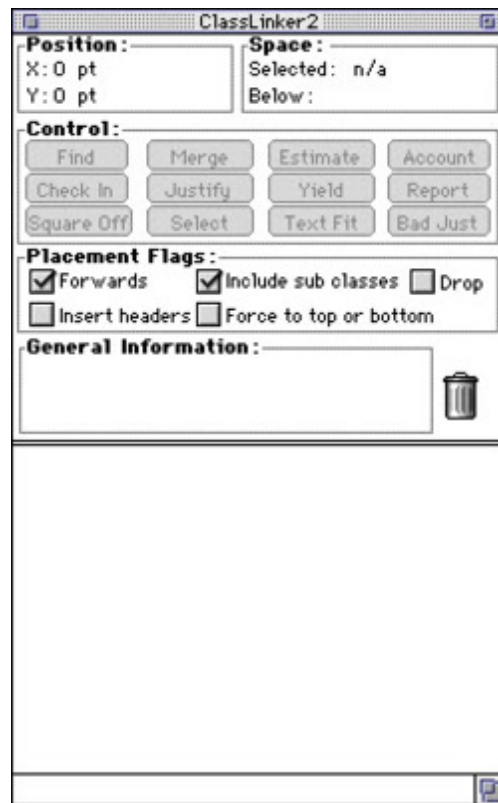 ClassLinker2
Position:
X:0 pt
Y:0 pt
Space:
Selected: n/a
Below:
Control:
Find Merge Estimate Account
Check In Justify Yield Report
Square Off Select Text Fit Bad Just
Placement Flags:
Forwards Include sub classes Drop
Insert headers Force to top or bottom
General Information: